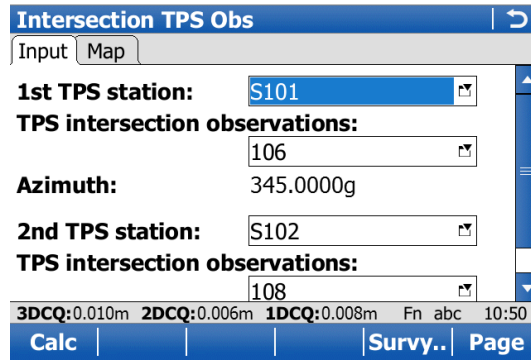 Intersection TPS Obs
Input Map
1st TPS station: S101
TPS intersection observations:
106
Azimuth: 345.0000g
2nd TPS station: S102
TPS intersection observations:
108
3DCQ:0.010m 2DCQ:0.006m 1DCQ:0.008m Fn abc 10:50
Calc Survy.. Page